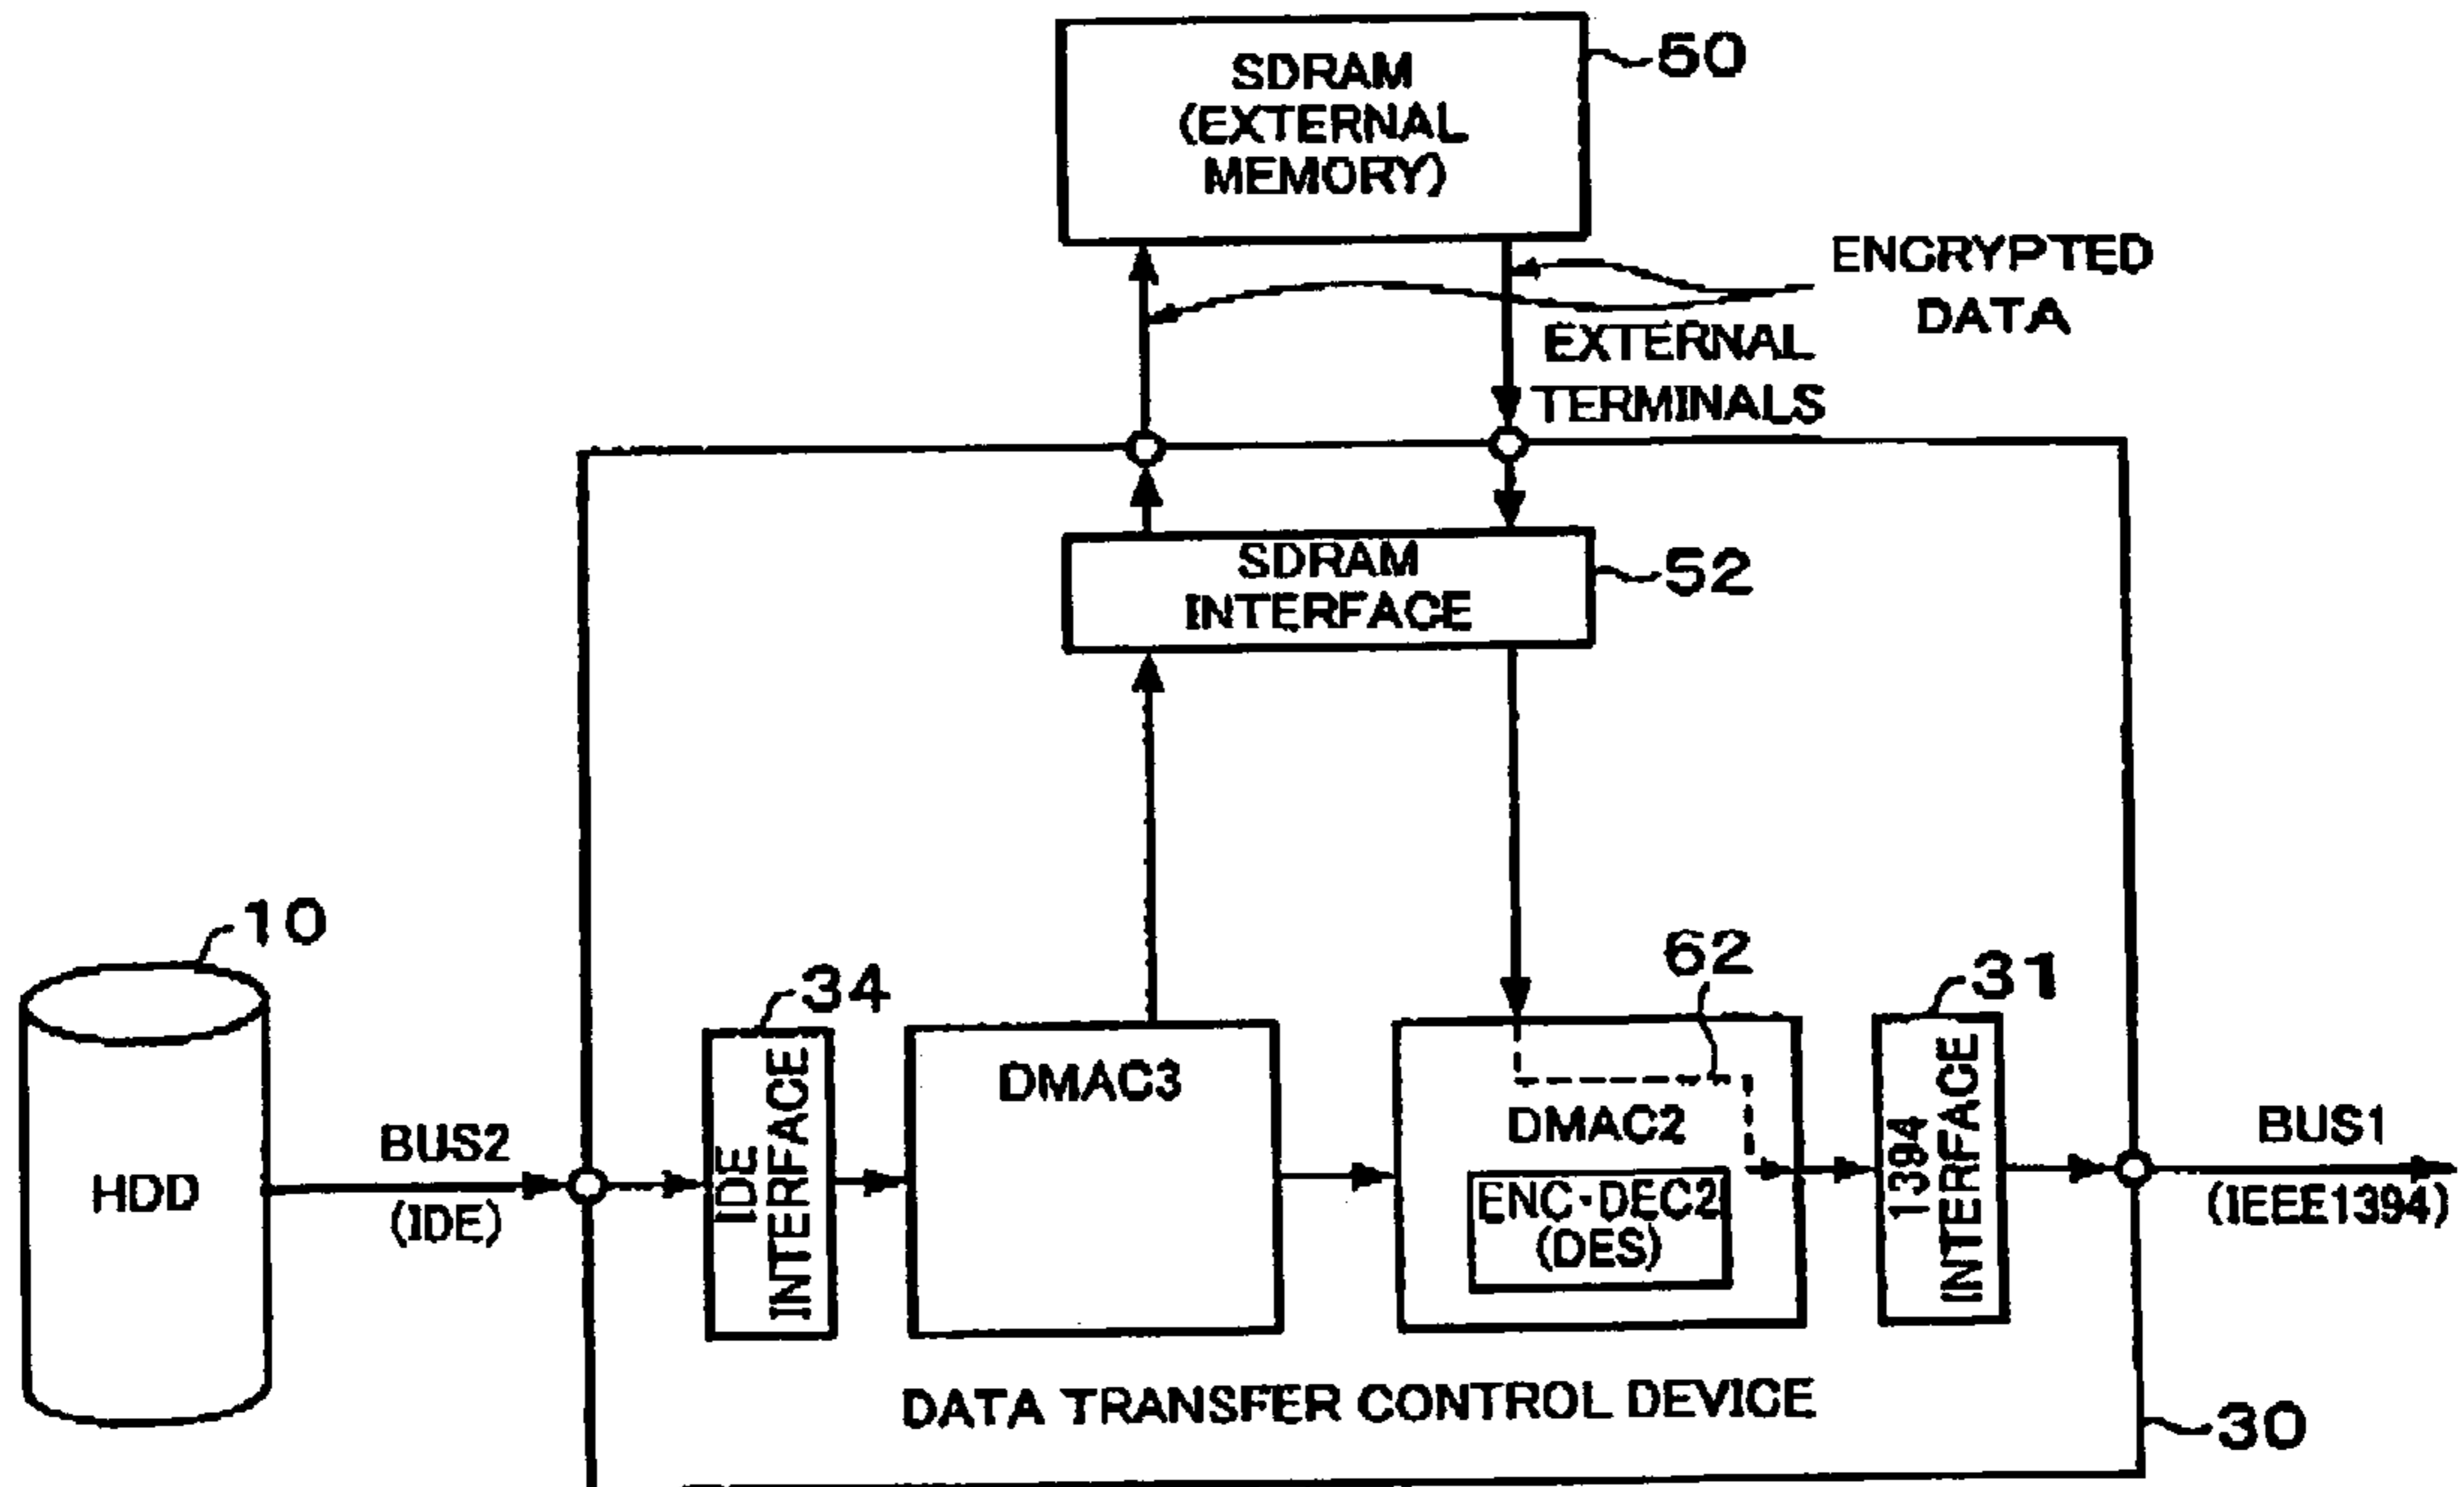 SDRAM
(EXTERNAL
MEMORY)
50
ENCRYPTED
DATA
EXTERNAL
TERMINALS
SDRAM
INTERFACE
52
10
HDD
BUS2
(IDE)
34
IDE
INTERFACE
DMAC3
62
DMAC2
ENC·DEC2
(DES)
31
1394
INTERFACE
BUS1
(IEEE1394)
DATA TRANSFER CONTROL DEVICE
30